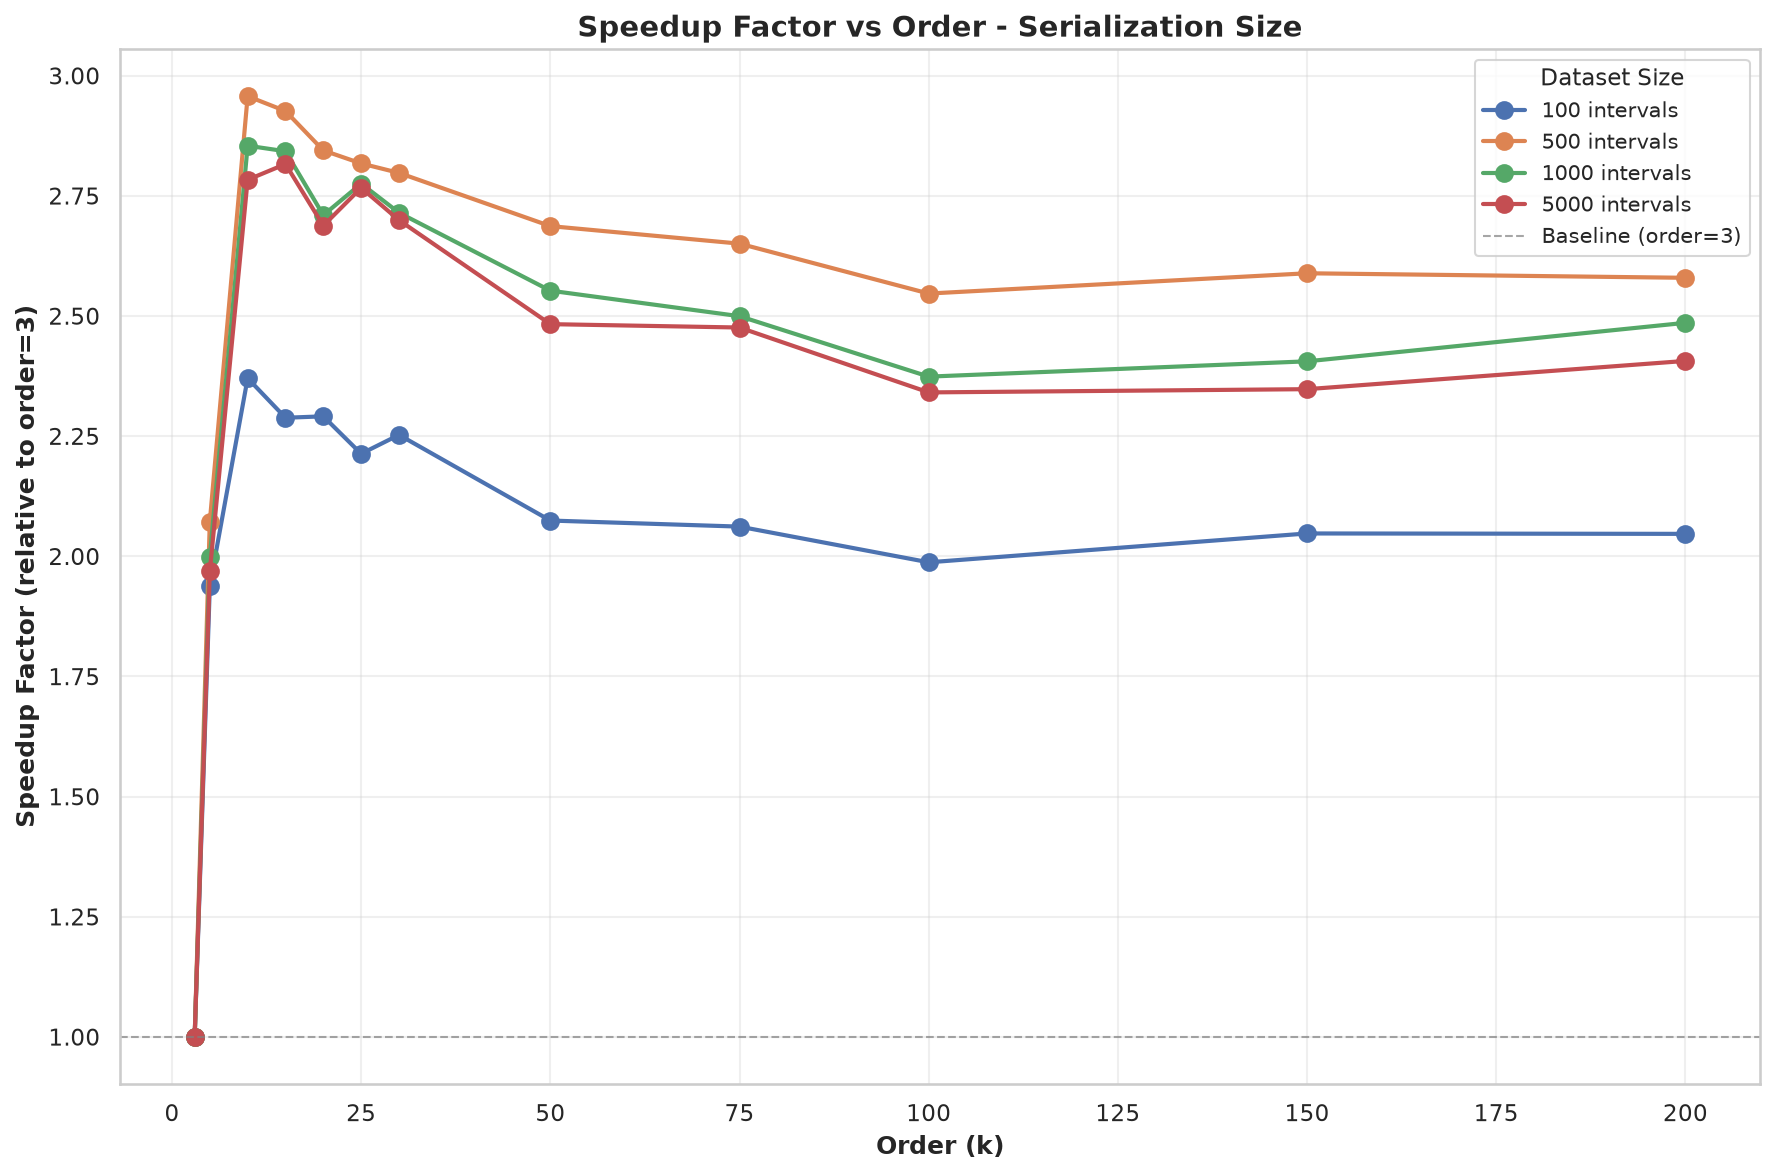 Speedup Factor vs Order - Serialization Size
Dataset Size
100 intervals
500 intervals
1000 intervals
5000 intervals
Baseline (order=3)
Speedup Factor (relative to order=3)
3.00
2.75
2.50
2.25
2.00
1.75
1.50
1.25
1.00
0 25 50 75 100 125 150 175 200
Order (k)